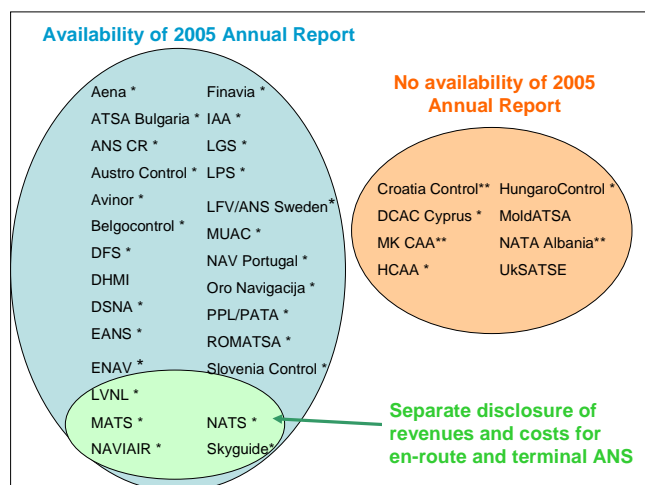 Availability of 2005 Annual Report
Aena *
ATSA Bulgaria *
ANS CR *
Austro Control *
Avinor *
Belgocontrol *
DFS *
DHMI
DSNA *
EANS *
ENAV *
LVNL *
MATS *
NAVIAIR *
Finavia *
IAA *
LGS *
LPS *
LFV/ANS Sweden*
MUAC *
NAV Portugal *
Oro Navigacija *
PPL/PATA *
ROMATSA *
Slovenia Control *
NATS *
Skyguide*
No availability of 2005
Annual Report
Croatia Control**
DCAC Cyprus *
MK CAA**
HCAA *
HungaroControl *
MoldATSA
NATA Albania**
UkSATSE
Separate disclosure of
revenues and costs for
en-route and terminal ANS